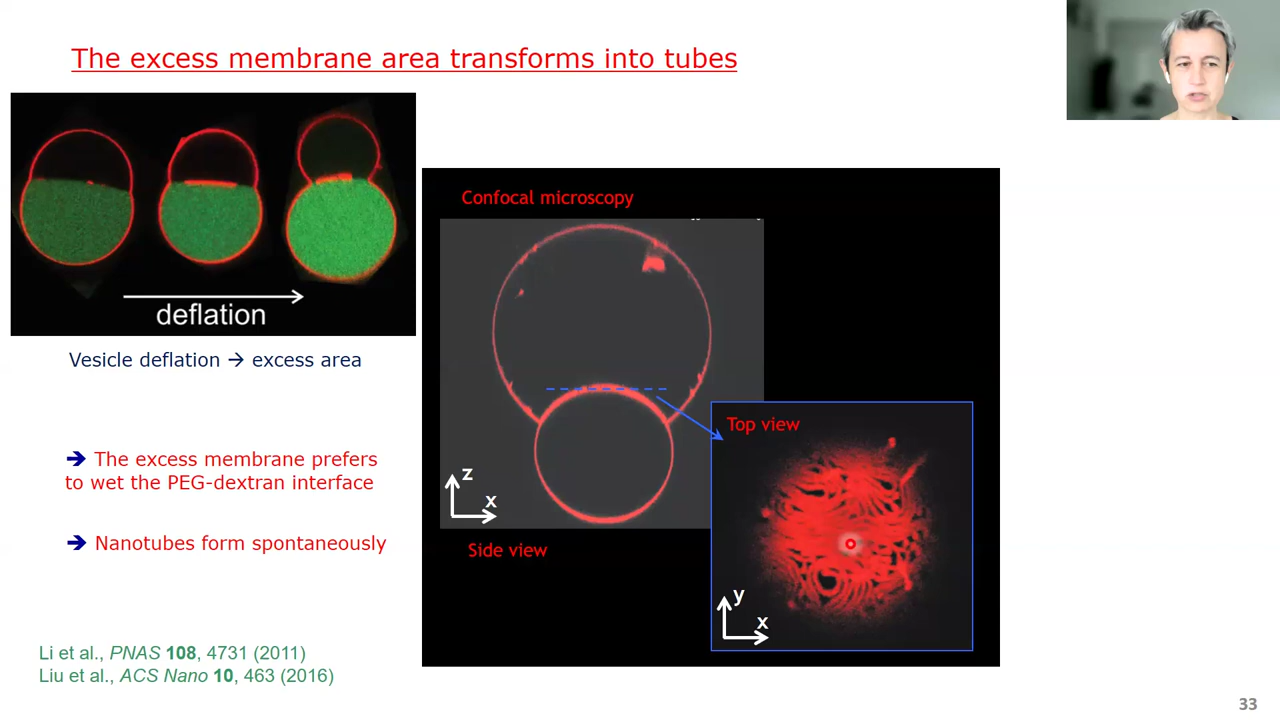 The excess membrane area transforms into tubes
deflation
Vesicle deflation → excess area
➔ The excess membrane prefers
to wet the PEG-dextran interface
➔ Nanotubes form spontaneously
Li et al., PNAS 108, 4731 (2011)
Liu et al., ACS Nano 10, 463 (2016)
Confocal microscopy
z
x
Side view
Top view
y
x
33